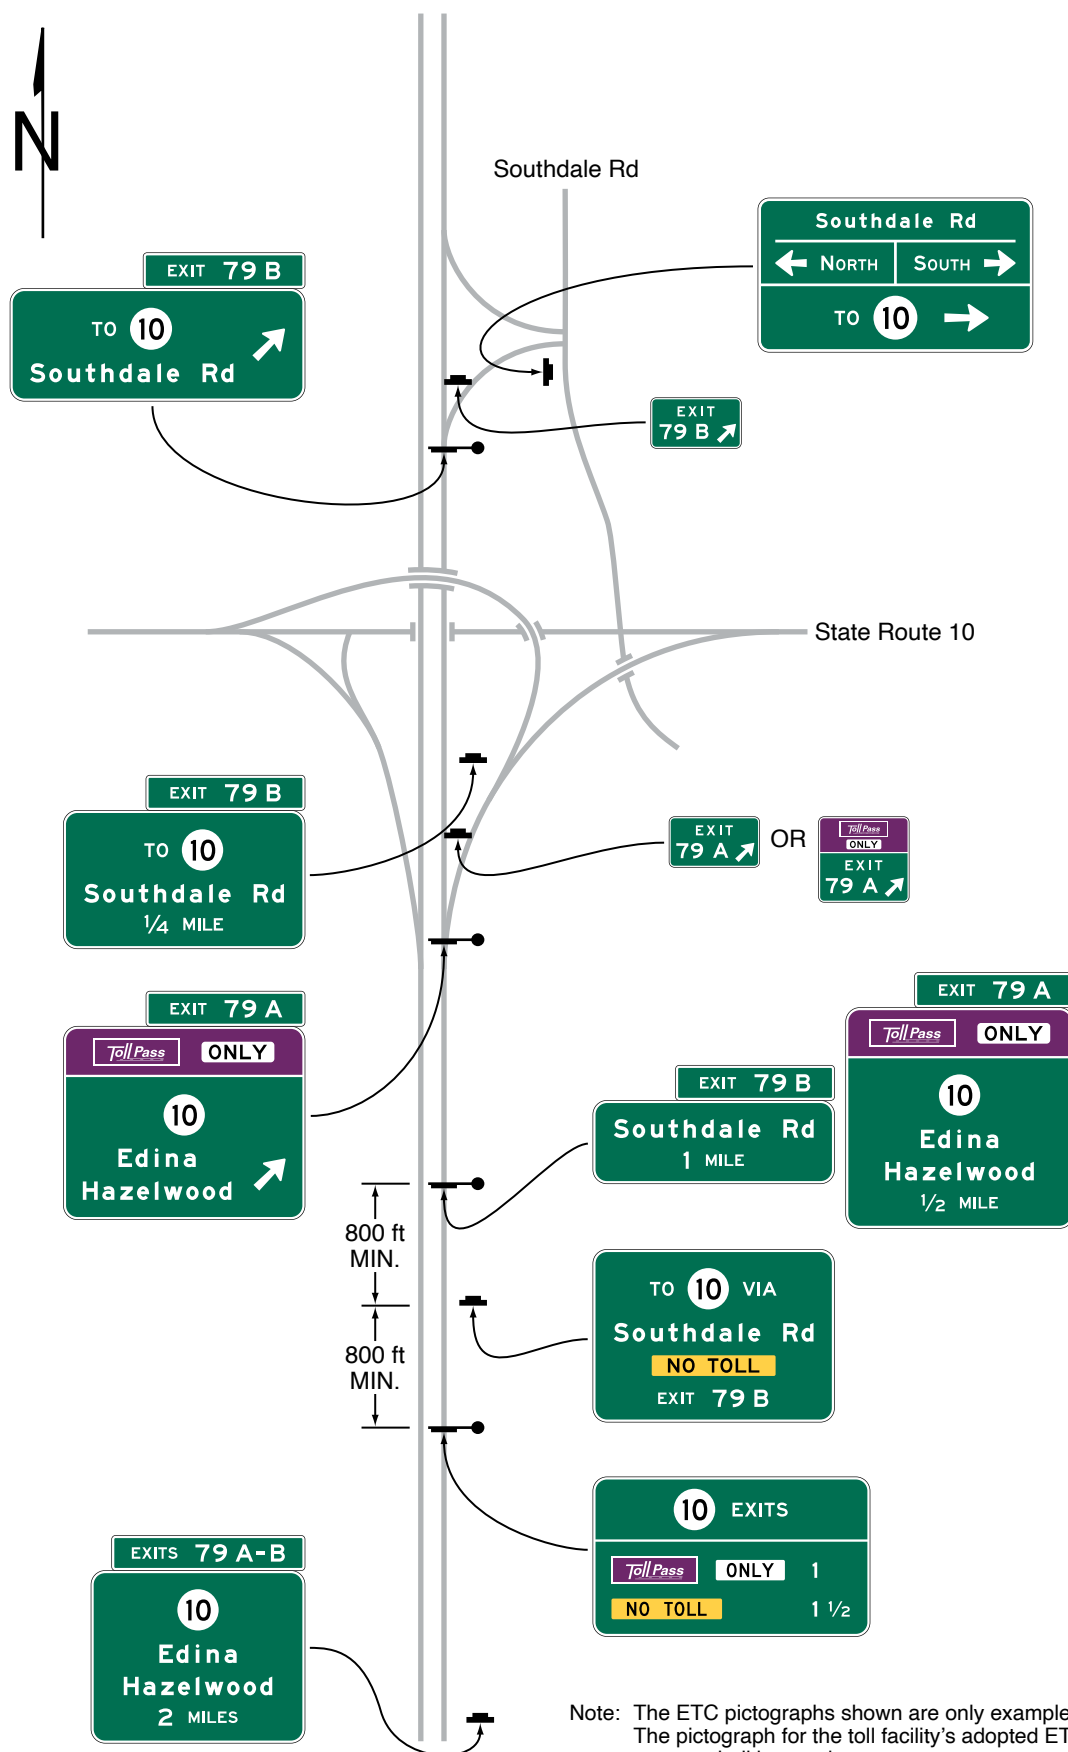 N
Southdale Rd
Southdale Rd
← NORTH SOUTH →
TO 10 →
EXIT 79 B
TO 10
Southdale Rd
EXIT
79 B
State Route 10
EXIT 79 B
TO 10
Southdale Rd
1/4 MILE
EXIT
79 A
OR
Toll Pass
ONLY
EXIT
79 A
EXIT 79 A
Toll Pass ONLY
10
Edina
Hazelwood
EXIT 79 A
Toll Pass ONLY
10
Edina
Hazelwood
1/2 MILE
EXIT 79 B
Southdale Rd
1 MILE
800 ft
MIN.
TO 10 VIA
Southdale Rd
NO TOLL
EXIT 79 B
800 ft
MIN.
10 EXITS
Toll Pass ONLY 1
NO TOLL 1 1/2
EXITS 79 A-B
10
Edina
Hazelwood
2 MILES
Note: The ETC pictographs shown are only example
The pictograph for the toll facility's adopted ET